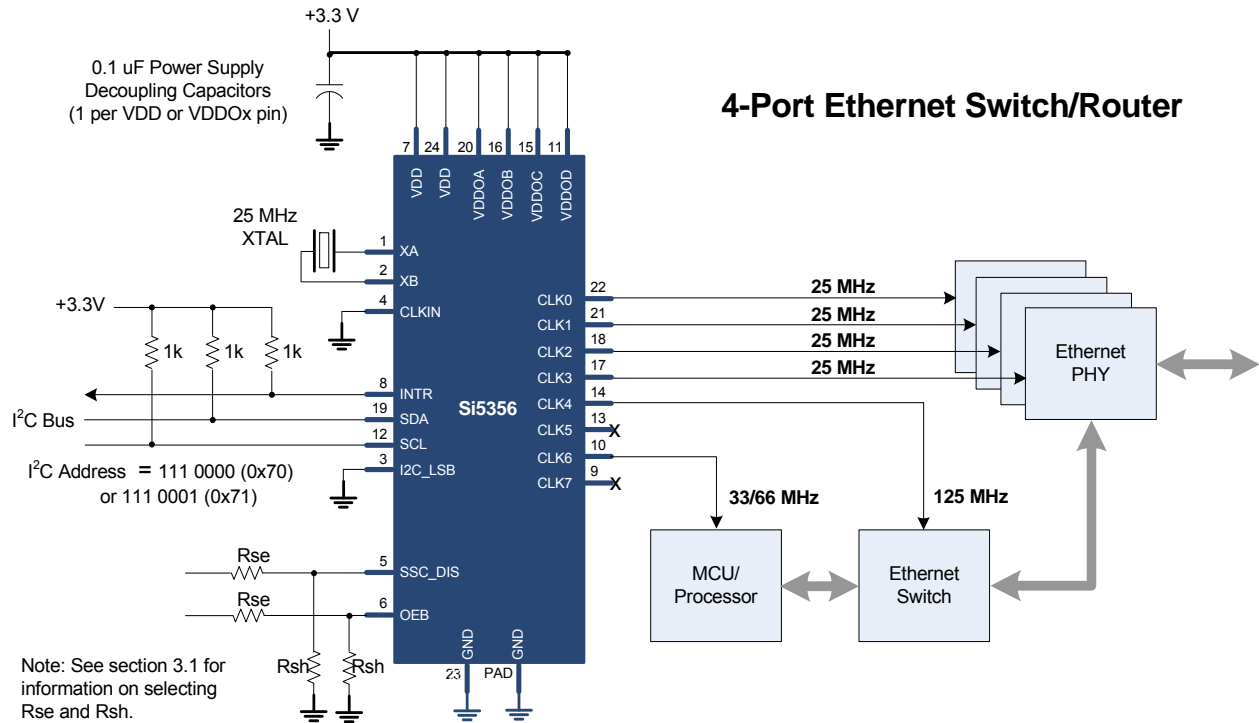 +3.3 V
0.1 uF Power Supply
Decoupling Capacitors
(1 per VDD or VDDOx pin)
4-Port Ethernet Switch/Router
7
24
20
16
15
11
VDD
VDD
VDDOA
VDDOB
VDDOC
VDDOD
25 MHz
XTAL
1
XA
2
XB
4
CLKIN
+3.3V
1k
1k
1k
8
INTR
19
SDA
12
SCL
3
I2C_LSB
I²C Bus
I²C Address = 111 0000 (0x70)
or 111 0001 (0x71)
Si5356
22
CLK0
25 MHz
21
CLK1
25 MHz
18
CLK2
25 MHz
17
CLK3
25 MHz
14
CLK4
13
CLK5
X
10
CLK6
9
CLK7
X
Ethernet
PHY
33/66 MHz
125 MHz
MCU/
Processor
Ethernet
Switch
Rse
5
SSC_DIS
Rse
6
OEB
Rsh
Rsh
GND
GND
23
PAD
Note: See section 3.1 for
information on selecting
Rse and Rsh.